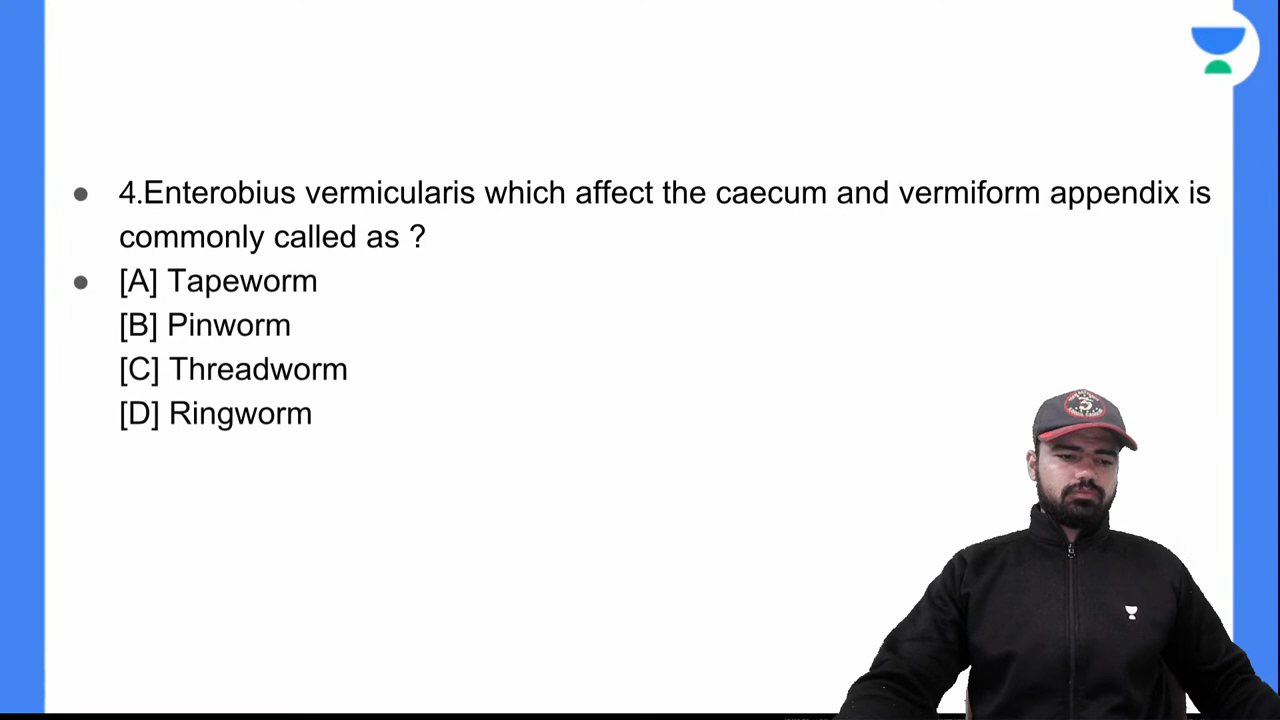 4.Enterobius vermicularis which affect the caecum and vermiform appendix is
commonly called as ?
[A] Tapeworm
[B] Pinworm
[C] Threadworm
[D] Ringworm